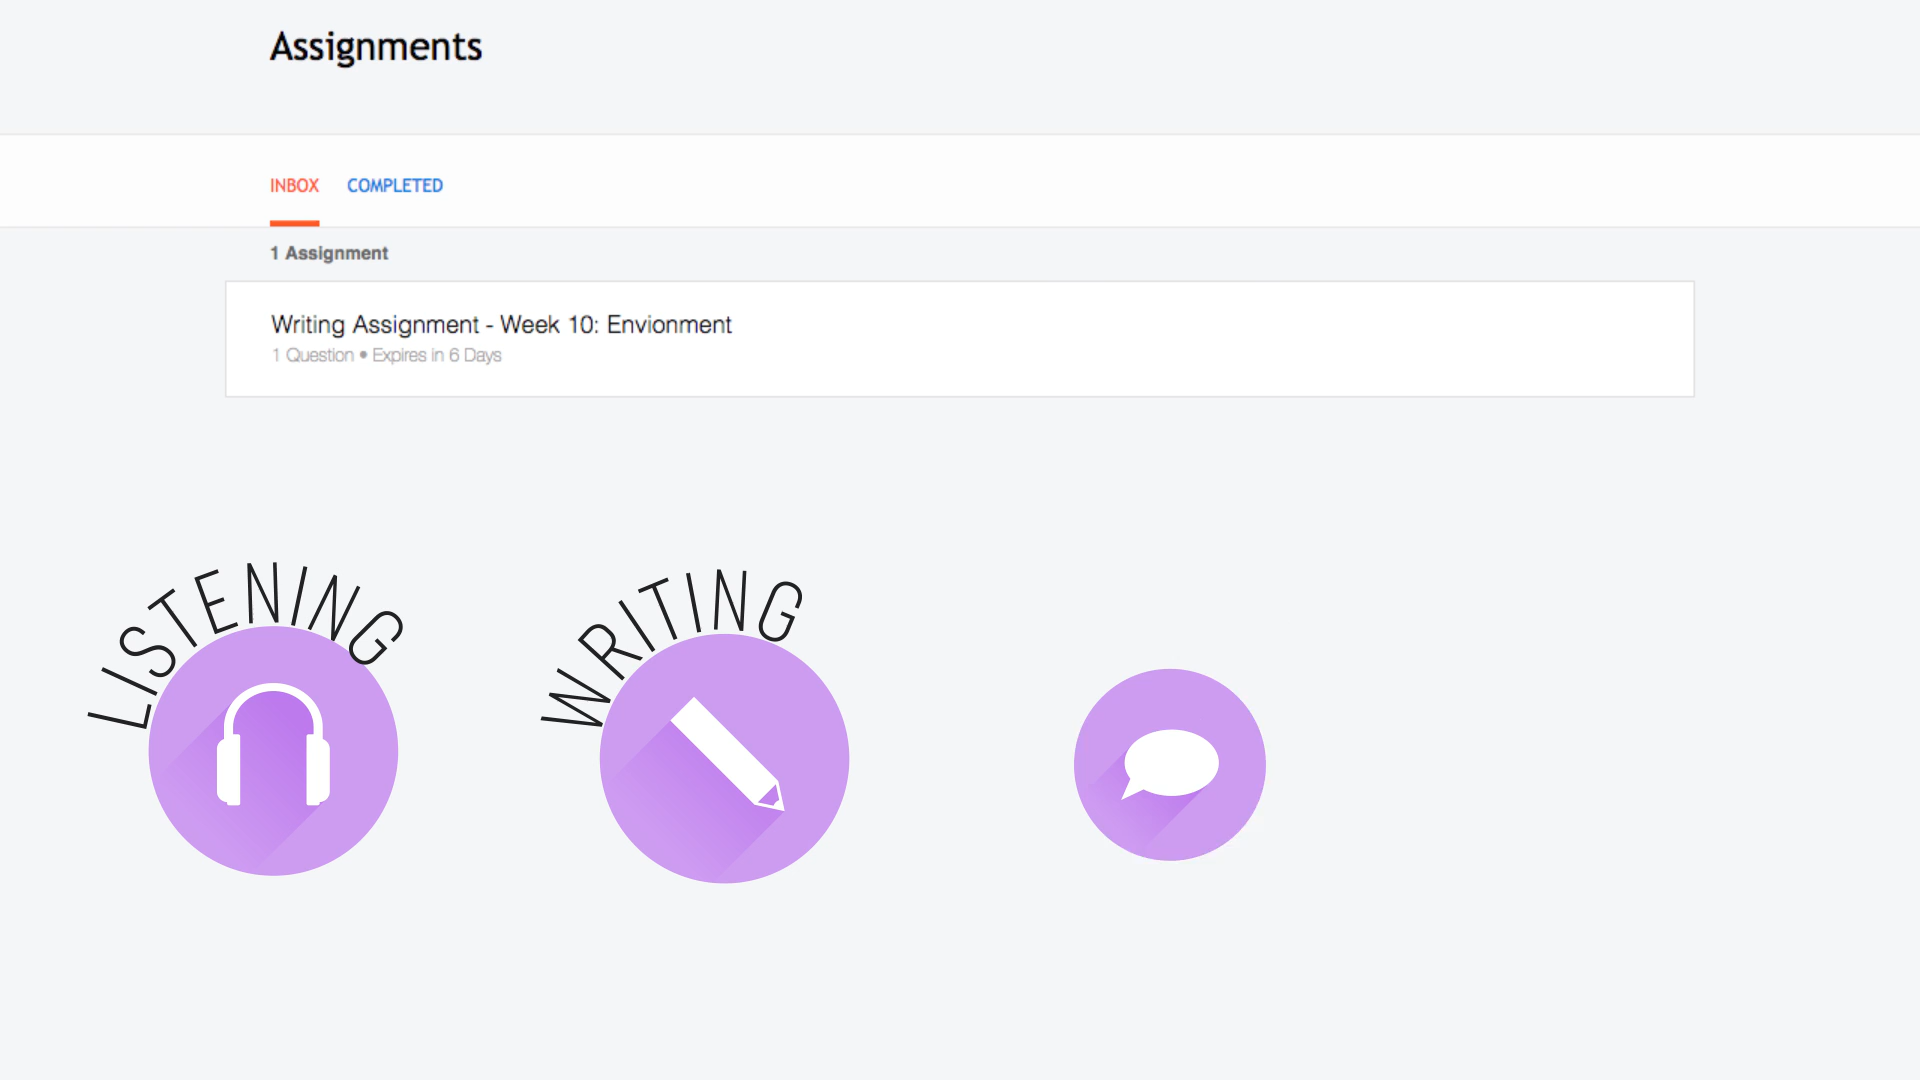 Assignments
INBOX COMPLETED
1 Assignment
Writing Assignment - Week 10: Envionment
1 Question • Expires in 6 Days
LISTENING
WRITING